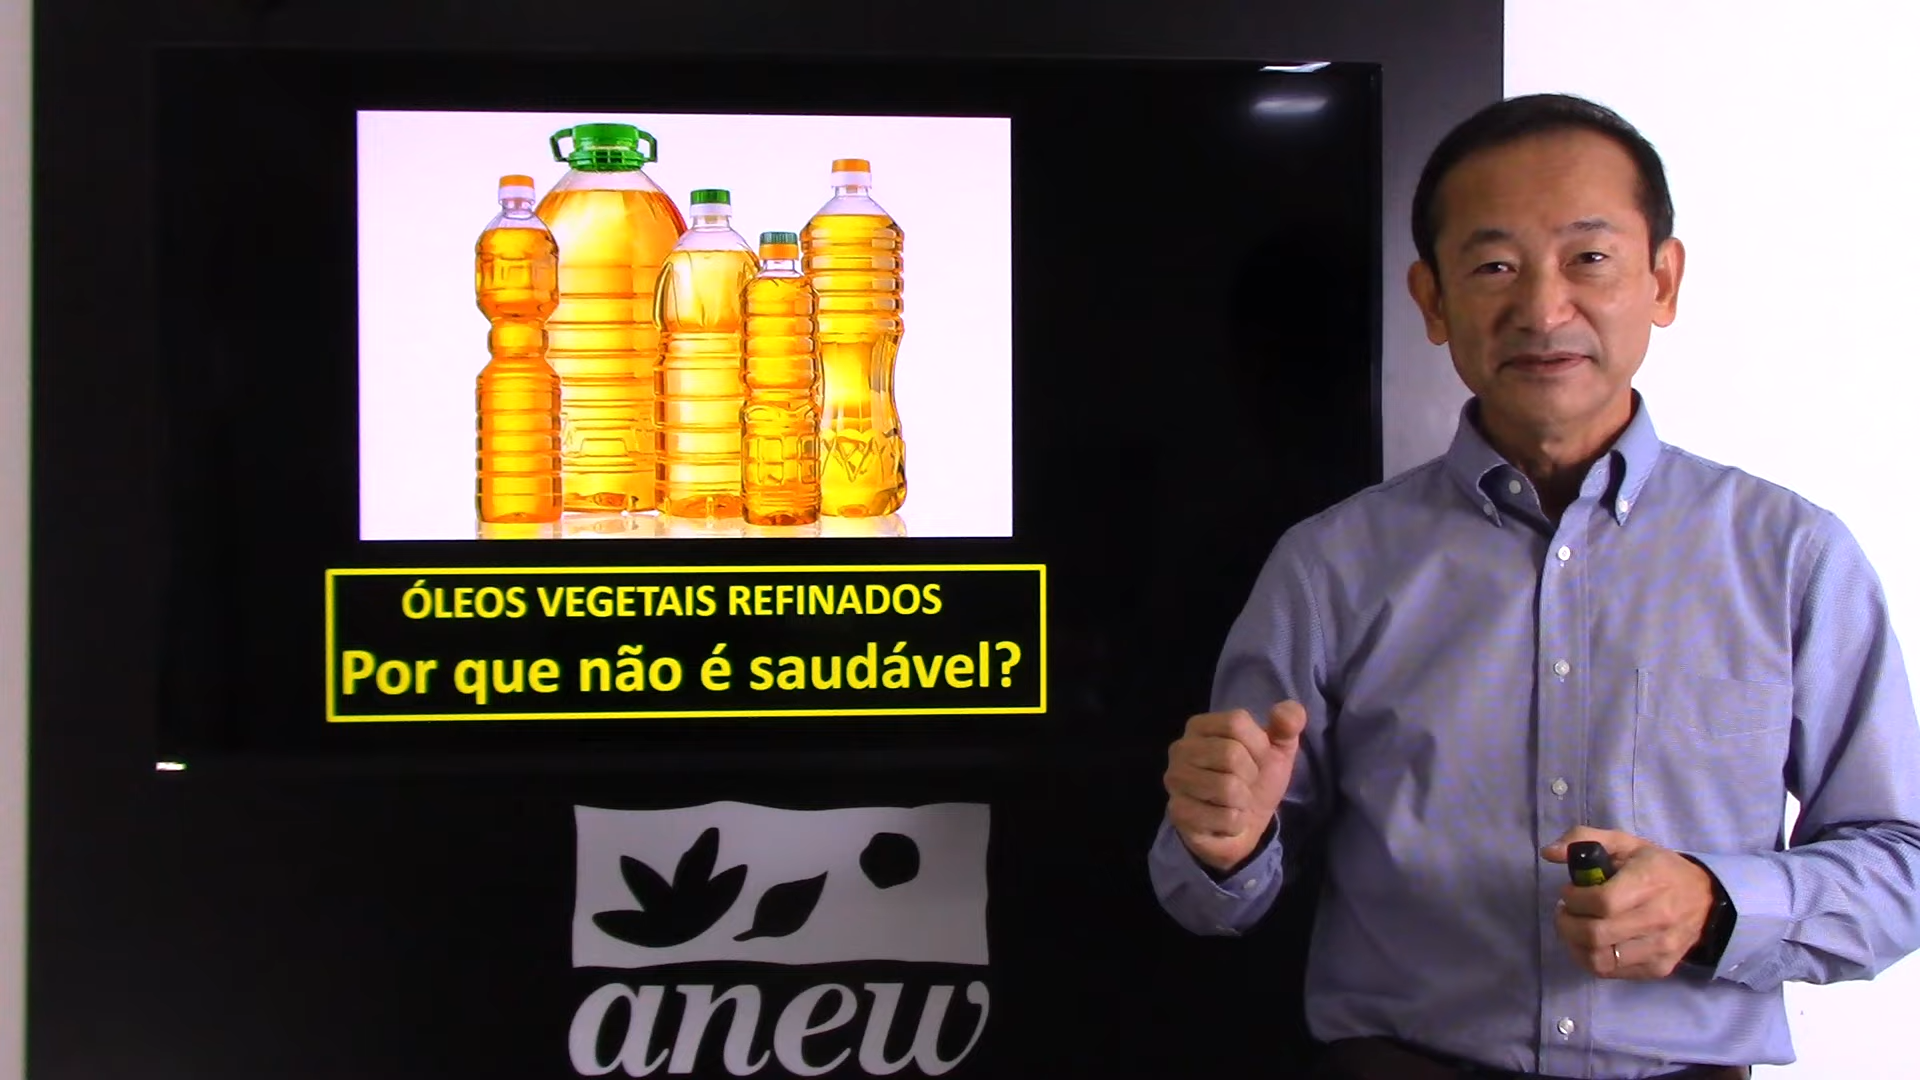 ÓLEOS VEGETAIS REFINADOS
Por que não é saudável?
anew